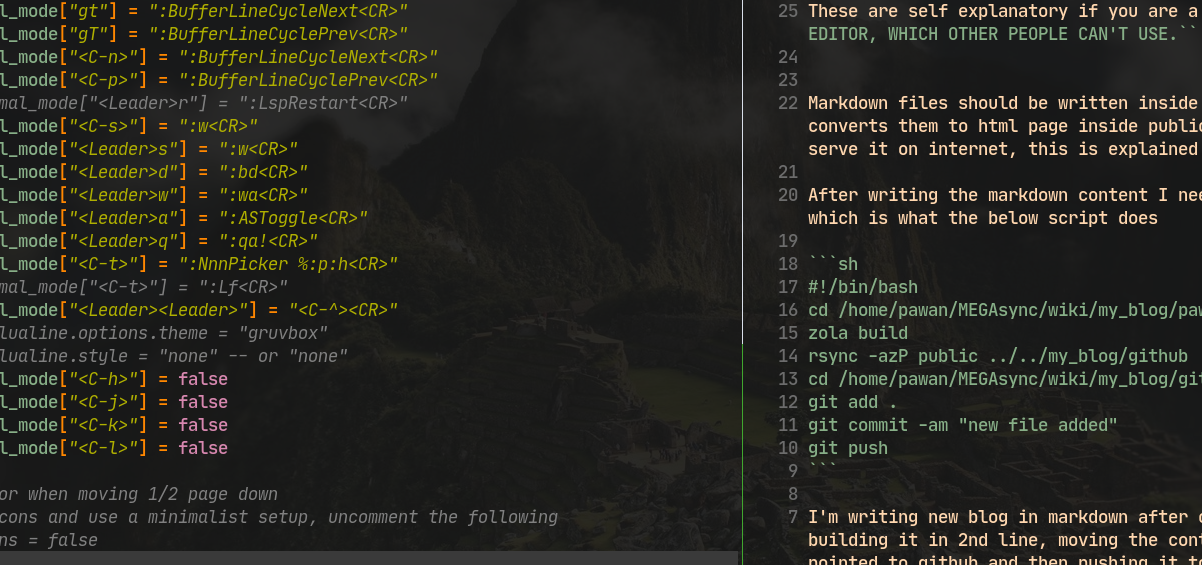 l_mode["gt"] = ":BufferLineCycleNext<CR>"
l_mode["gT"] = ":BufferLineCyclePrev<CR>"
l_mode["<C-n>"] = ":BufferLineCycleNext<CR>"
l_mode["<C-p>"] = ":BufferLineCyclePrev<CR>"
mal_mode["<Leader>r"] = ":LspRestart<CR>"
l_mode["<C-s>"] = ":w<CR>"
l_mode["<Leader>s"] = ":w<CR>"
l_mode["<Leader>d"] = ":bd<CR>"
l_mode["<Leader>w"] = ":wa<CR>"
l_mode["<Leader>a"] = ":ASToggle<CR>"
l_mode["<Leader>q"] = ":qa!<CR>"
l_mode["<C-t>"] = ":NnnPicker %:p:h<CR>"
mal_mode["<C-t>"] = ":Lf<CR>"
l_mode["<Leader><Leader>"] = "<C-^><CR>"
lualine.options.theme = "gruvbox"
lualine.style = "none" -- or "none"
l_mode["<C-h>"] = false
l_mode["<C-j>"] = false
l_mode["<C-k>"] = false
l_mode["<C-l>"] = false
or when moving 1/2 page down
cons and use a minimalist setup, uncomment the following
ns = false
25 These are self explanatory if you are a
EDITOR, WHICH OTHER PEOPLE CAN'T USE.``
24
23
22 Markdown files should be written inside
converts them to html page inside public
serve it on internet, this is explained
21
20 After writing the markdown content I nee
which is what the below script does
19
18 ```sh
17 #!/bin/bash
16 cd /home/pawan/MEGAsync/wiki/my_blog/paw
15 zola build
14 rsync -azP public ../../my_blog/github
13 cd /home/pawan/MEGAsync/wiki/my_blog/git
12 git add .
11 git commit -am "new file added"
10 git push
9 ```
8
7 I'm writing new blog in markdown after c
building it in 2nd line, moving the cont
pointed to github and then pushing it to